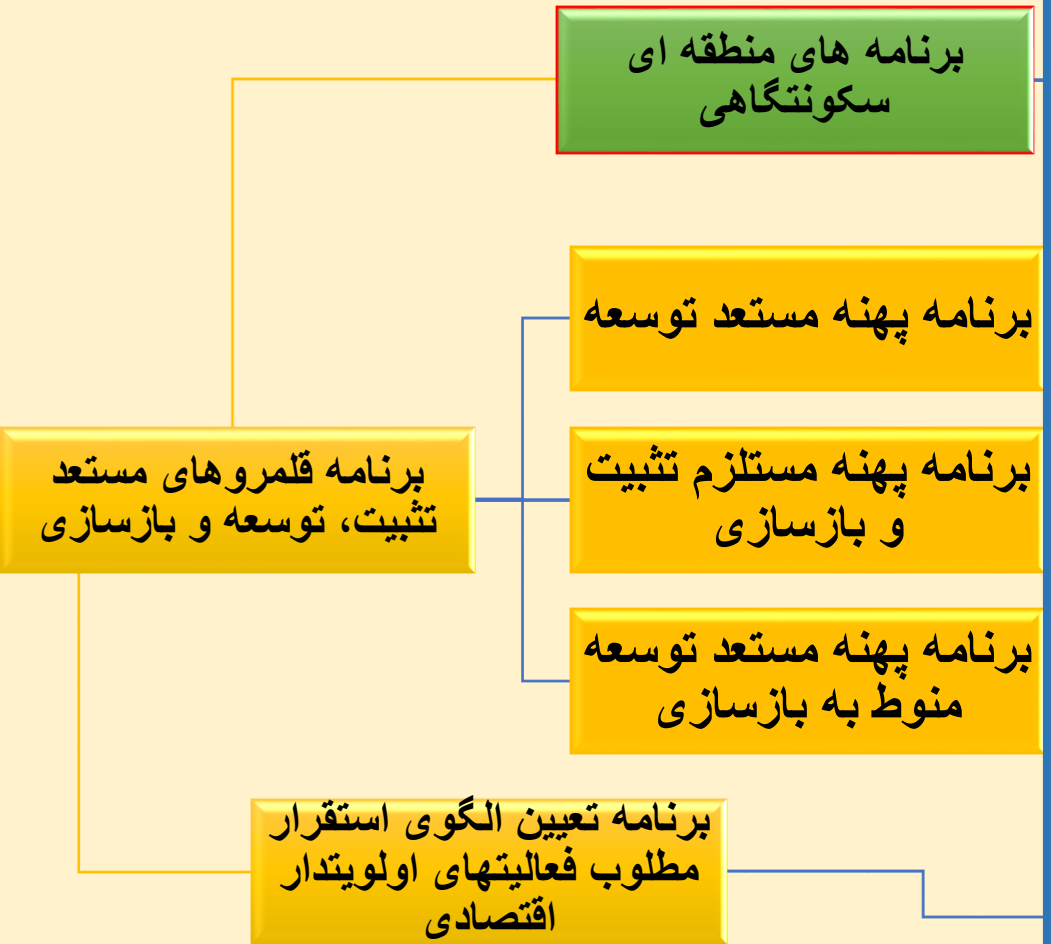 برنامه های منطقه ای
سکونتگاهی
برنامه پهنه مستعد توسعه
برنامه پهنه مستلزم تثبیت
و بازسازی
برنامه قلمروهای مستعد
تثبیت، توسعه و بازسازی
برنامه پهنه مستعد توسعه
منوط به بازسازی
برنامه تعیین الگوی استقرار
مطلوب فعالیتهای اولویتدار
اقتصادی